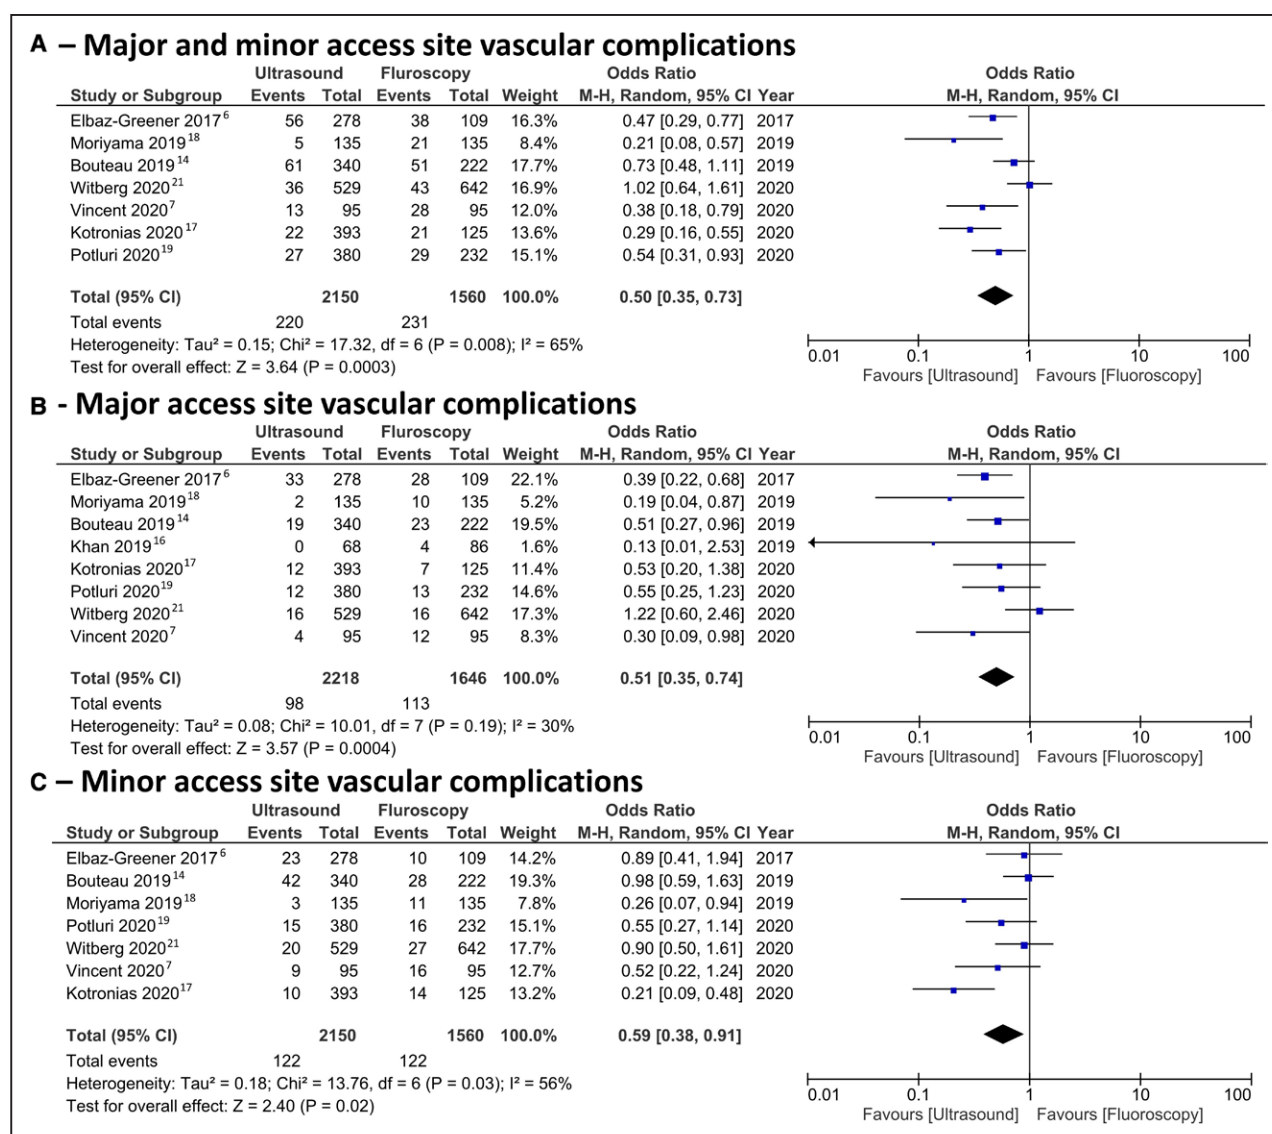 A – Major and minor access site vascular complications
Ultrasound Fluroscopy Odds Ratio Odds Ratio
Study or Subgroup Events Total Events Total Weight M-H, Random, 95% CI Year M-H, Random, 95% CI
Elbaz-Greener 2017⁶ 56 278 38 109 16.3% 0.47 [0.29, 0.77] 2017
Moriyama 2019¹⁸ 5 135 21 135 8.4% 0.21 [0.08, 0.57] 2019
Bouteau 2019¹⁴ 61 340 51 222 17.7% 0.73 [0.48, 1.11] 2019
Witberg 2020²¹ 36 529 43 642 16.9% 1.02 [0.64, 1.61] 2020
Vincent 2020⁷ 13 95 28 95 12.0% 0.38 [0.18, 0.79] 2020
Kotronias 2020¹⁷ 22 393 21 125 13.6% 0.29 [0.16, 0.55] 2020
Potluri 2020¹⁹ 27 380 29 232 15.1% 0.54 [0.31, 0.93] 2020
Total (95% CI) 2150 1560 100.0% 0.50 [0.35, 0.73]
Total events 220 231
Heterogeneity: Tau² = 0.15; Chi² = 17.32, df = 6 (P = 0.008); I² = 65%
Test for overall effect: Z = 3.64 (P = 0.0003)
0.01 0.1 1 10 100
Favours [Ultrasound] Favours [Fluoroscopy]
B - Major access site vascular complications
Ultrasound Fluroscopy Odds Ratio Odds Ratio
Study or Subgroup Events Total Events Total Weight M-H, Random, 95% CI Year M-H, Random, 95% CI
Elbaz-Greener 2017⁶ 33 278 28 109 22.1% 0.39 [0.22, 0.68] 2017
Moriyama 2019¹⁸ 2 135 10 135 5.2% 0.19 [0.04, 0.87] 2019
Bouteau 2019¹⁴ 19 340 23 222 19.5% 0.51 [0.27, 0.96] 2019
Khan 2019¹⁶ 0 68 4 86 1.6% 0.13 [0.01, 2.53] 2019
Kotronias 2020¹⁷ 12 393 7 125 11.4% 0.53 [0.20, 1.38] 2020
Potluri 2020¹⁹ 12 380 13 232 14.6% 0.55 [0.25, 1.23] 2020
Witberg 2020²¹ 16 529 16 642 17.3% 1.22 [0.60, 2.46] 2020
Vincent 2020⁷ 4 95 12 95 8.3% 0.30 [0.09, 0.98] 2020
Total (95% CI) 2218 1646 100.0% 0.51 [0.35, 0.74]
Total events 98 113
Heterogeneity: Tau² = 0.08; Chi² = 10.01, df = 7 (P = 0.19); I² = 30%
Test for overall effect: Z = 3.57 (P = 0.0004)
0.01 0.1 1 10 100
Favours [Ultrasound] Favours [Fluoroscopy]
C – Minor access site vascular complications
Ultrasound Fluroscopy Odds Ratio Odds Ratio
Study or Subgroup Events Total Events Total Weight M-H, Random, 95% CI Year M-H, Random, 95% CI
Elbaz-Greener 2017⁶ 23 278 10 109 14.2% 0.89 [0.41, 1.94] 2017
Bouteau 2019¹⁴ 42 340 28 222 19.3% 0.98 [0.59, 1.63] 2019
Moriyama 2019¹⁸ 3 135 11 135 7.8% 0.26 [0.07, 0.94] 2019
Potluri 2020¹⁹ 15 380 16 232 15.1% 0.55 [0.27, 1.14] 2020
Witberg 2020²¹ 20 529 27 642 17.7% 0.90 [0.50, 1.61] 2020
Vincent 2020⁷ 9 95 16 95 12.7% 0.52 [0.22, 1.24] 2020
Kotronias 2020¹⁷ 10 393 14 125 13.2% 0.21 [0.09, 0.48] 2020
Total (95% CI) 2150 1560 100.0% 0.59 [0.38, 0.91]
Total events 122 122
Heterogeneity: Tau² = 0.18; Chi² = 13.76, df = 6 (P = 0.03); I² = 56%
Test for overall effect: Z = 2.40 (P = 0.02)
0.01 0.1 1 10 100
Favours [Ultrasound] Favours [Fluoroscopy]